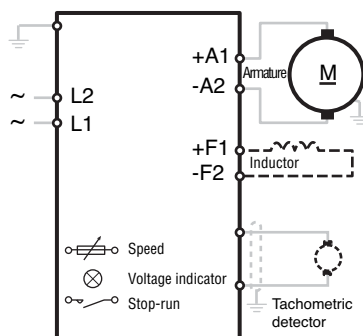 +A1
Armature
M
-A2
~ L2
~ L1
+F1
Inductor
-F2
Speed
Voltage indicator
Stop-run
Tachometric
detector